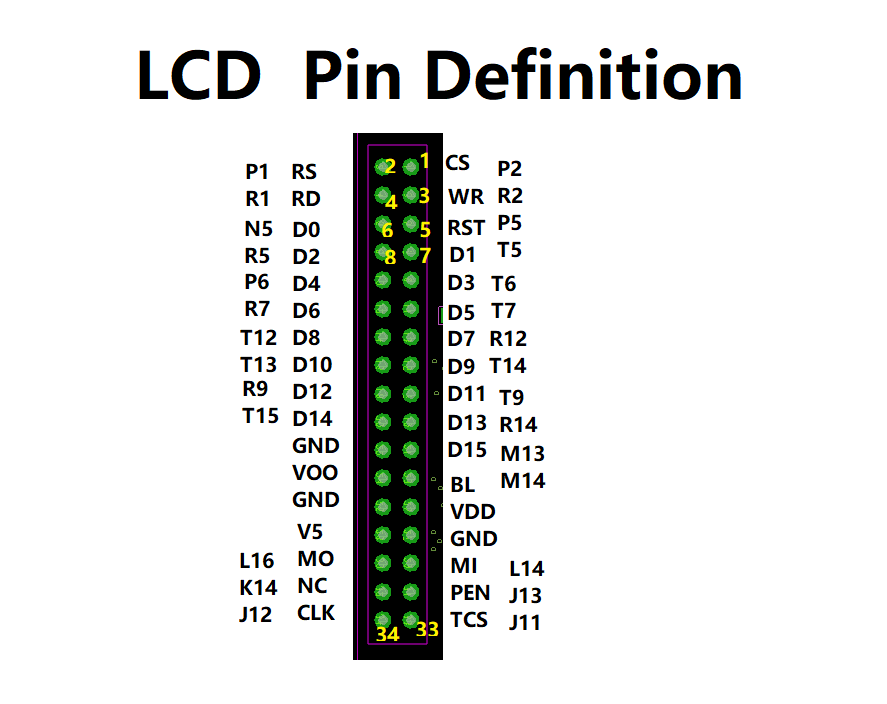 LCD Pin Definition
P1 RS 2 1 CS P2
R1 RD 4 3 WR R2
N5 D0 6 5 RST P5
R5 D2 8 7 D1 T5
P6 D4 D3 T6
R7 D6 D5 T7
T12 D8 D7 R12
T13 D10 D9 T14
R9 D12 D11 T9
T15 D14 D13 R14
GND D15 M13
VOO BL M14
GND VDD
V5 GND
L16 MO MI L14
K14 NC PEN J13
J12 CLK TCS J11
34 33